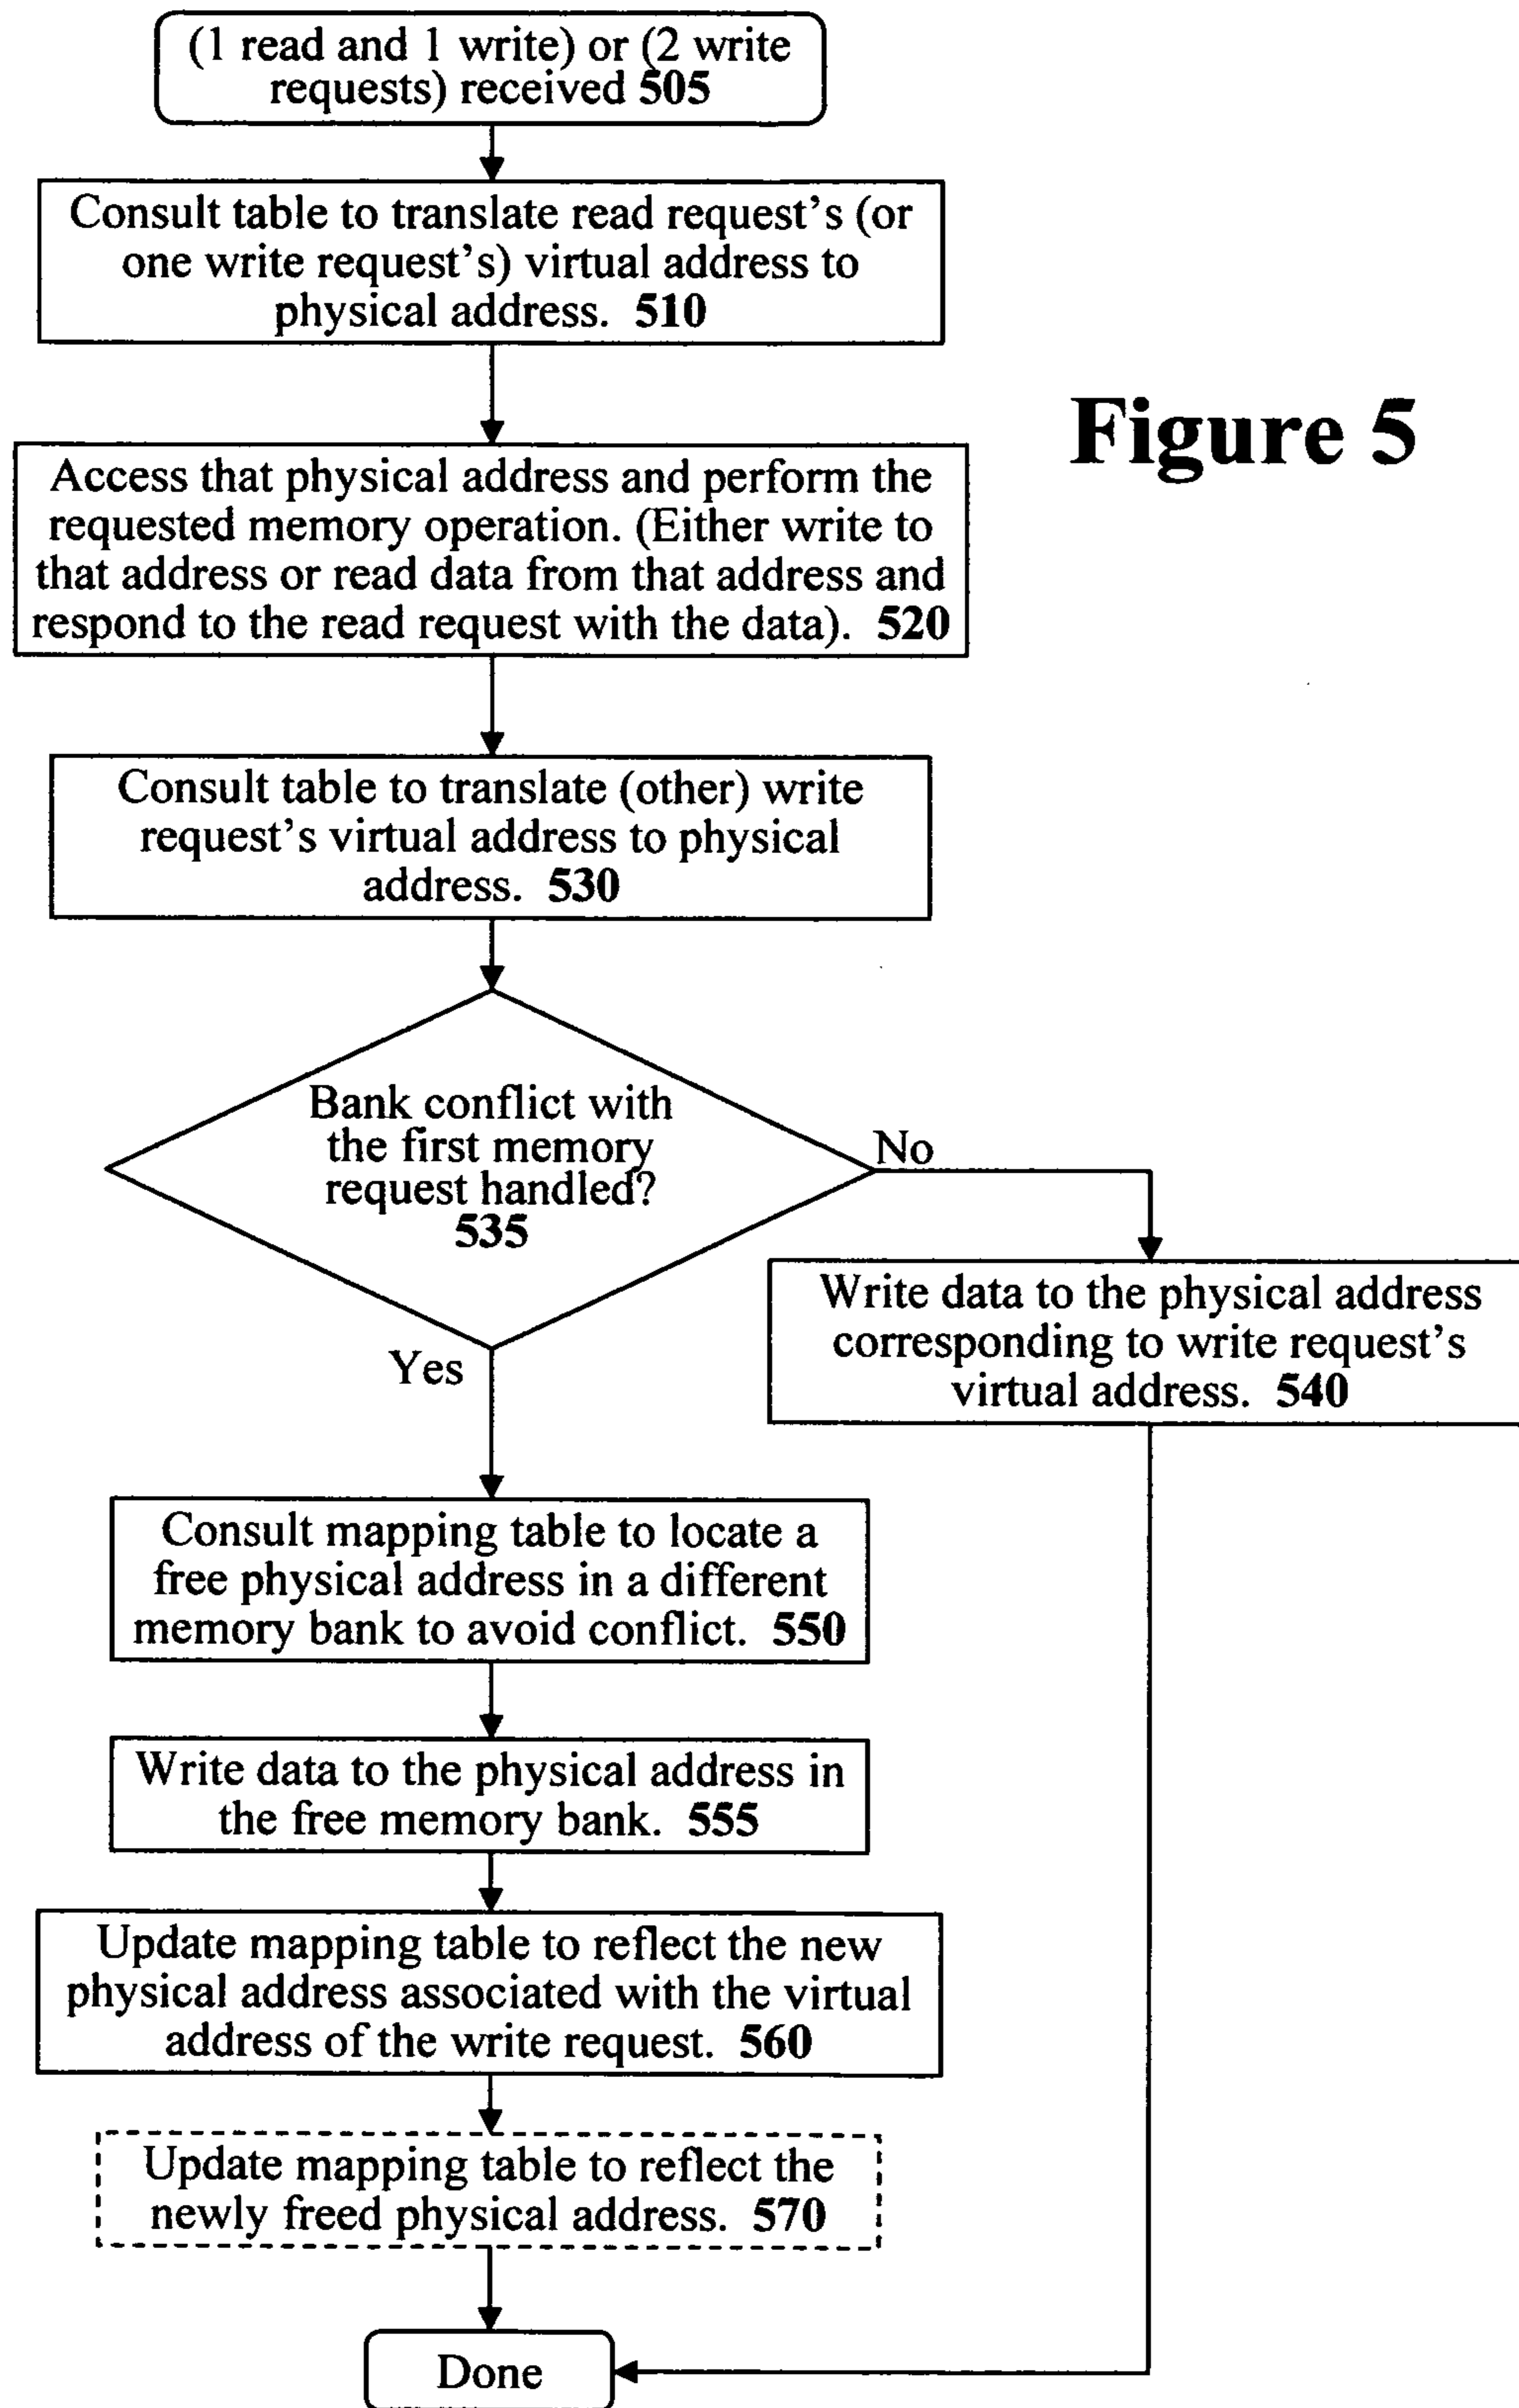 (1 read and 1 write) or (2 write
requests) received 505
Consult table to translate read request's (or
one write request's) virtual address to
physical address. 510
Figure 5
Access that physical address and perform the
requested memory operation. (Either write to
that address or read data from that address and
respond to the read request with the data). 520
Consult table to translate (other) write
request's virtual address to physical
address. 530
Bank conflict with
the first memory
request handled?
535
No
Write data to the physical address
corresponding to write request's
virtual address. 540
Yes
Consult mapping table to locate a
free physical address in a different
memory bank to avoid conflict. 550
Write data to the physical address in
the free memory bank. 555
Update mapping table to reflect the new
physical address associated with the virtual
address of the write request. 560
Update mapping table to reflect the
newly freed physical address. 570
Done